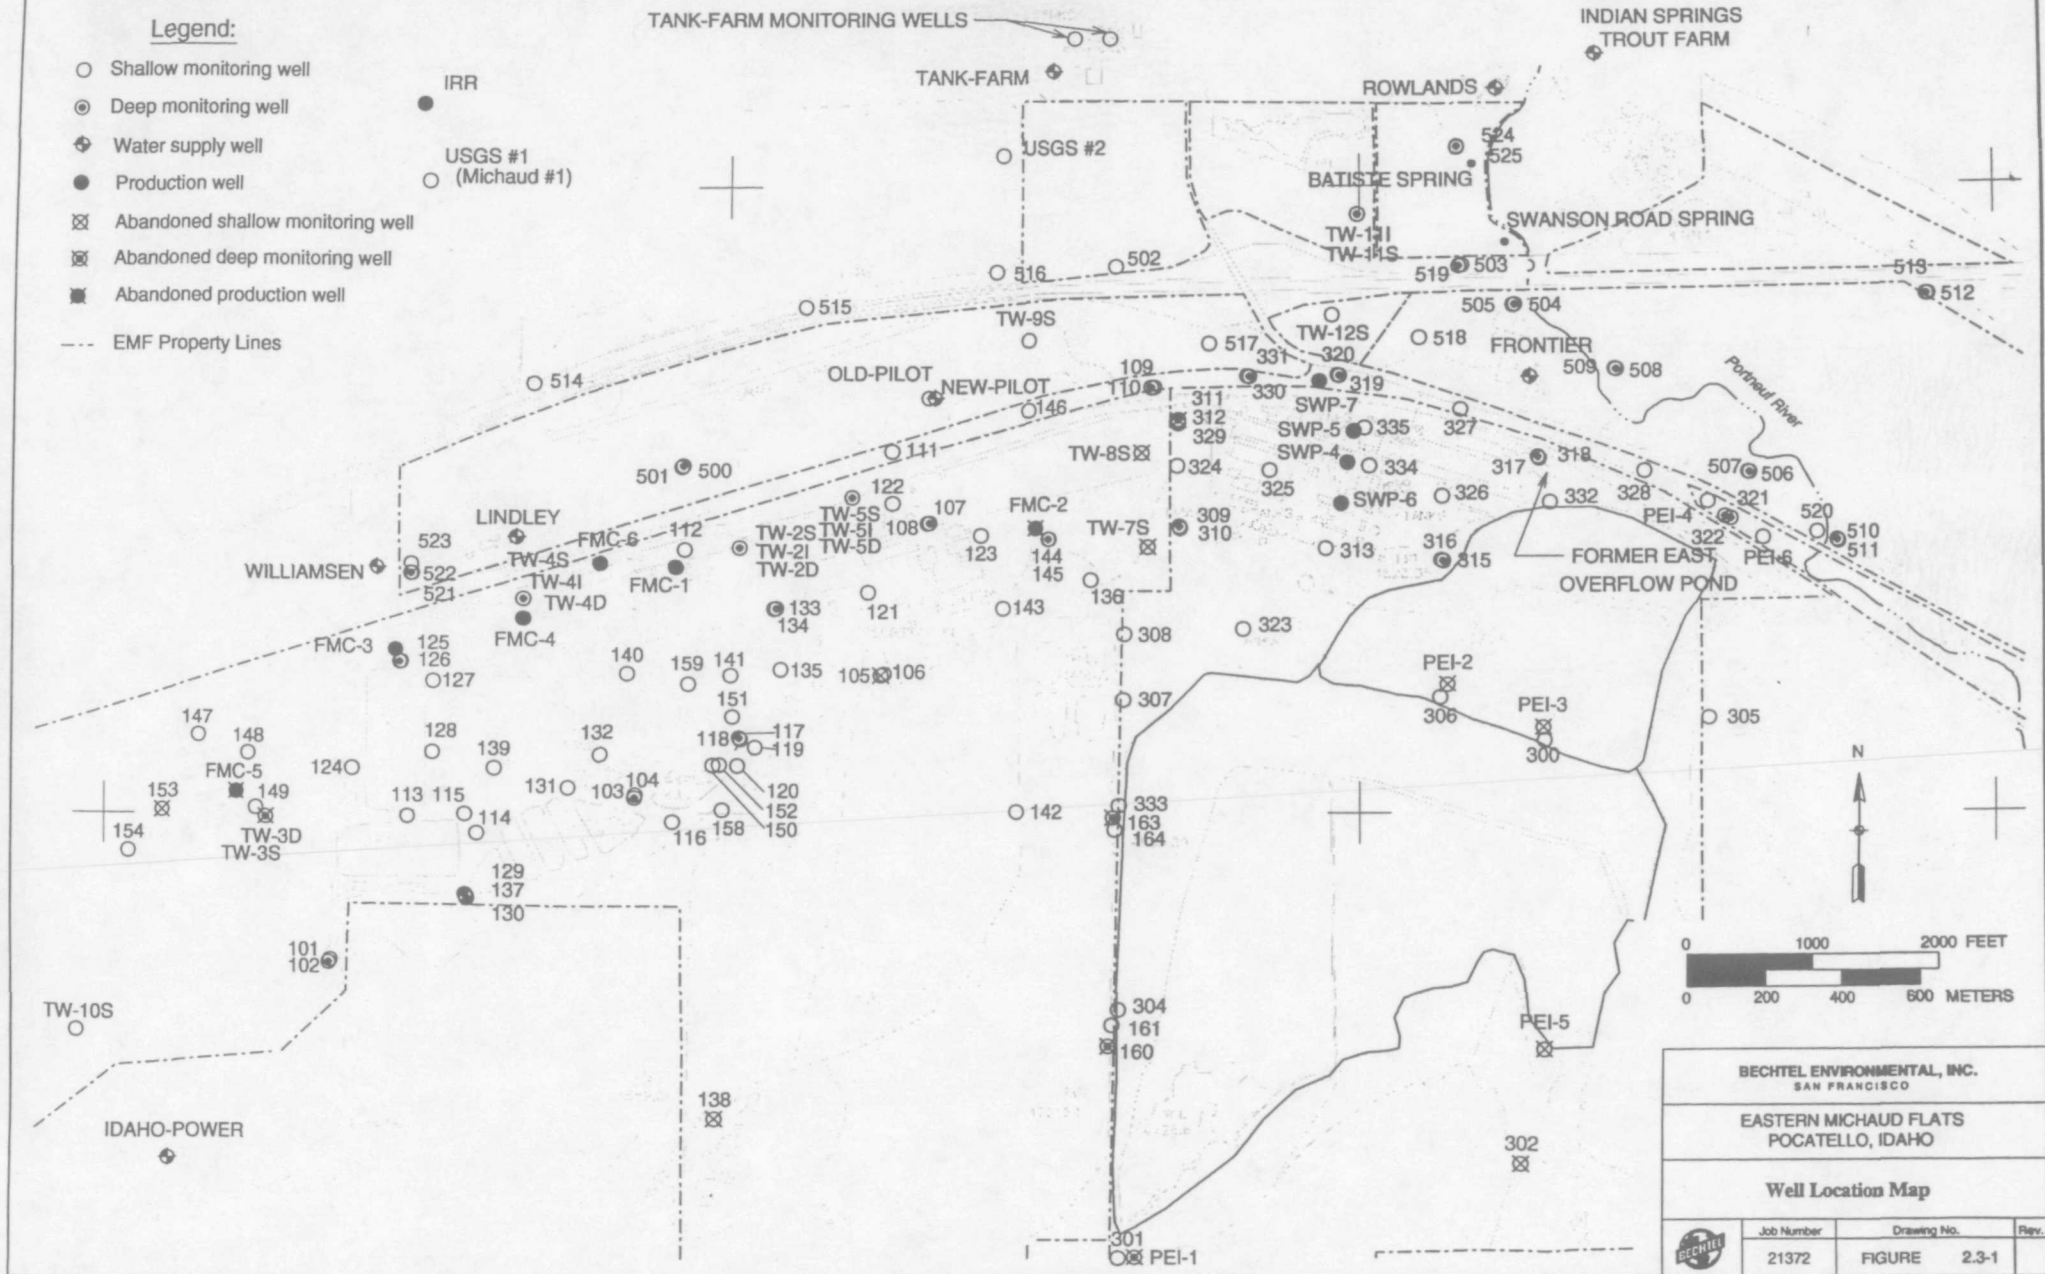 Legend:
Shallow monitoring well
Deep monitoring well
Water supply well
Production well
Abandoned shallow monitoring well
Abandoned deep monitoring well
Abandoned production well
EMF Property Lines
IRR
USGS #1
(Michaud #1)
TANK-FARM MONITORING WELLS
TANK-FARM
USGS #2
INDIAN SPRINGS
TROUT FARM
ROWLANDS
524
525
BATISTE SPRING
SWANSON ROAD SPRING
TW-11I
TW-11S
519
503
513
512
505
504
516
502
515
TW-9S
517
TW-12S
320
319
331
330
518
FRONTIER
509
508
Portneuf River
514
OLD-PILOT
NEW-PILOT
146
109
110
311
312
329
SWP-7
SWP-5
335
327
SWP-4
334
TW-8S
324
325
111
501
500
317
318
328
507
506
122
107
108
TW-5S
TW-5I
TW-5D
FMC-2
TW-7S
309
310
SWP-6
326
332
321
PEI-4
322
520
510
511
PEI-6
LINDLEY
FMC-6
112
TW-2S
TW-2I
TW-2D
123
144
145
313
316
315
FORMER EAST
OVERFLOW POND
WILLIAMSEN
523
522
521
TW-4S
TW-4I
TW-4D
FMC-1
FMC-4
133
134
121
143
136
308
323
FMC-3
125
126
127
140
159
141
135
105
106
151
307
PEI-2
306
PEI-3
300
305
147
148
FMC-5
149
153
154
TW-3D
TW-3S
124
128
139
132
131
103
104
118
117
119
120
152
150
158
116
113
115
114
142
333
163
164
N
129
137
130
101
102
TW-10S
304
161
160
PEI-5
138
302
IDAHO-POWER
301
PEI-1
0 1000 2000 FEET
0 200 400 600 METERS
BECHTEL ENVIRONMENTAL, INC.
SAN FRANCISCO
EASTERN MICHAUD FLATS
POCATELLO, IDAHO
Well Location Map
BECHTEL
Job Number
Drawing No.
Rev.
21372
FIGURE 2.3-1